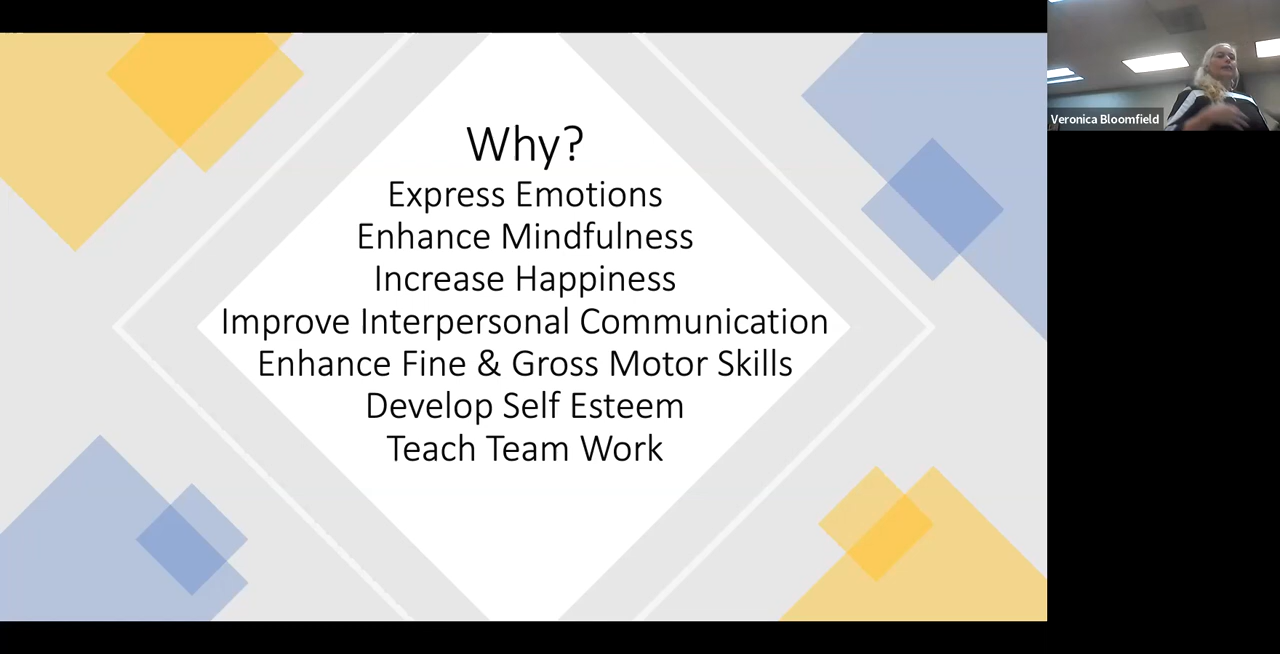 Why?
Express Emotions
Enhance Mindfulness
Increase Happiness
Improve Interpersonal Communication
Enhance Fine & Gross Motor Skills
Develop Self Esteem
Teach Team Work
Veronica Bloomfield